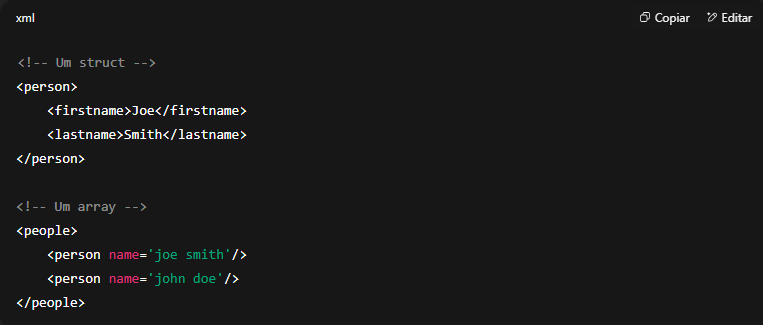 xml
Copiar
Editar
<!-- Um struct -->
<person>
    <firstname>Joe</firstname>
    <lastname>Smith</lastname>
</person>
<!-- Um array -->
<people>
    <person name='joe smith'/>
    <person name='john doe'/>
</people>